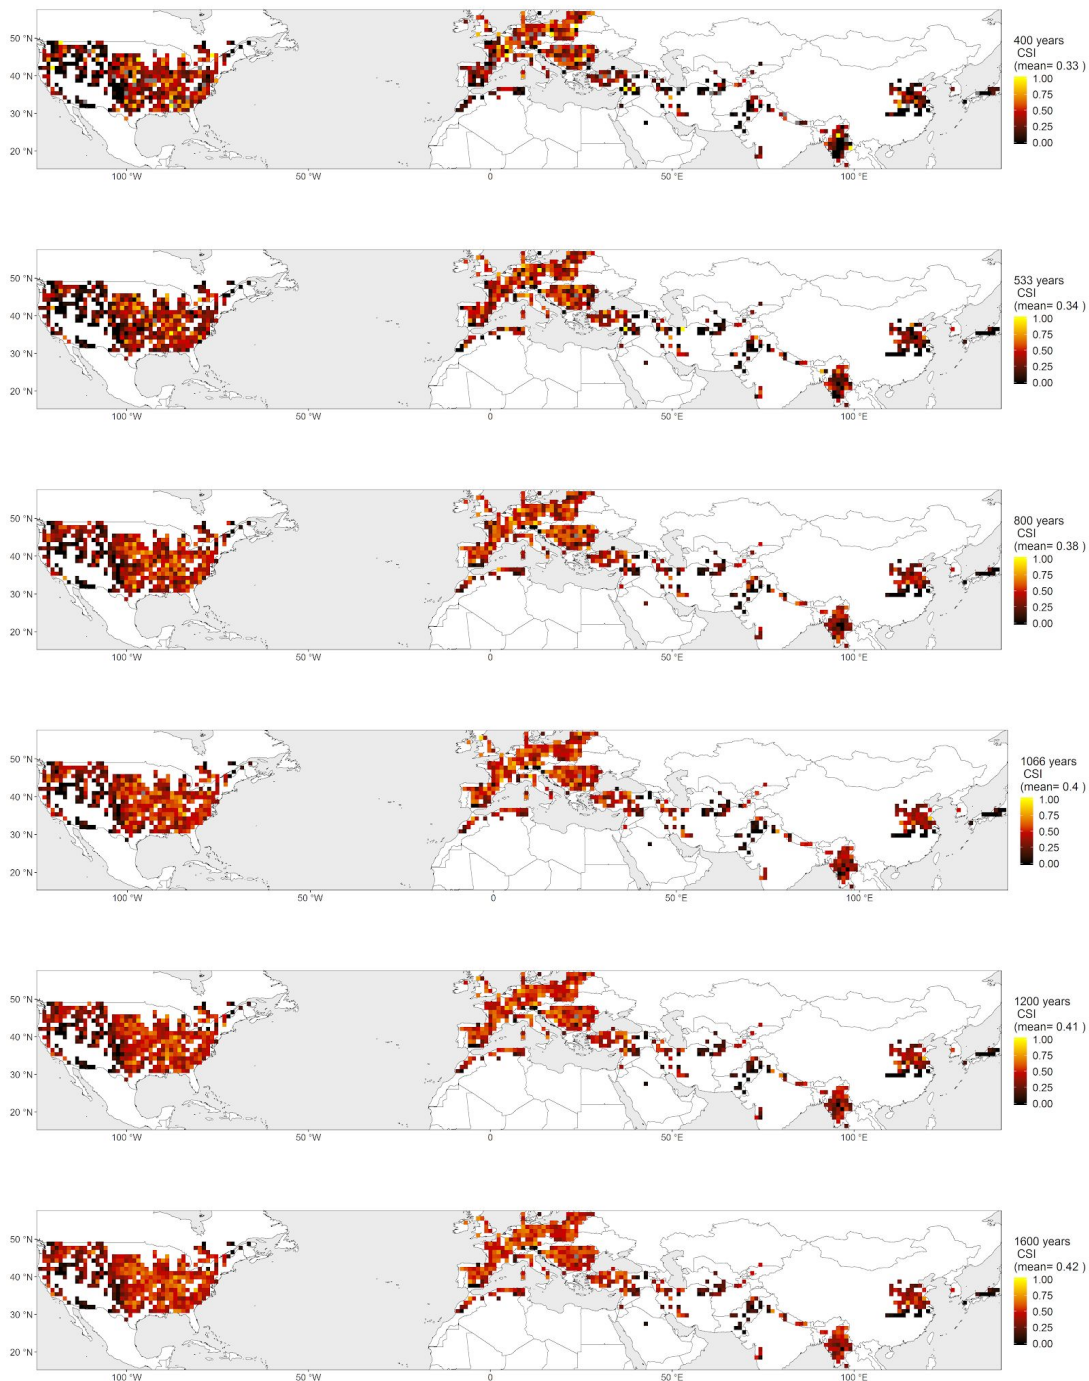 50 °N
40 °N
30 °N
20 °N
100 °W
50 °W
0
50 °E
100 °E
400 years
CSI
(mean= 0.33 )
1.00
0.75
0.50
0.25
0.00
50 °N
40 °N
30 °N
20 °N
100 °W
50 °W
0
50 °E
100 °E
533 years
CSI
(mean= 0.34 )
1.00
0.75
0.50
0.25
0.00
50 °N
40 °N
30 °N
20 °N
100 °W
50 °W
0
50 °E
100 °E
800 years
CSI
(mean= 0.38 )
1.00
0.75
0.50
0.25
0.00
50 °N
40 °N
30 °N
20 °N
100 °W
50 °W
0
50 °E
100 °E
1066 years
CSI
(mean= 0.4 )
1.00
0.75
0.50
0.25
0.00
50 °N
40 °N
30 °N
20 °N
100 °W
50 °W
0
50 °E
100 °E
1200 years
CSI
(mean= 0.41 )
1.00
0.75
0.50
0.25
0.00
50 °N
40 °N
30 °N
20 °N
100 °W
50 °W
0
50 °E
100 °E
1600 years
CSI
(mean= 0.42 )
1.00
0.75
0.50
0.25
0.00